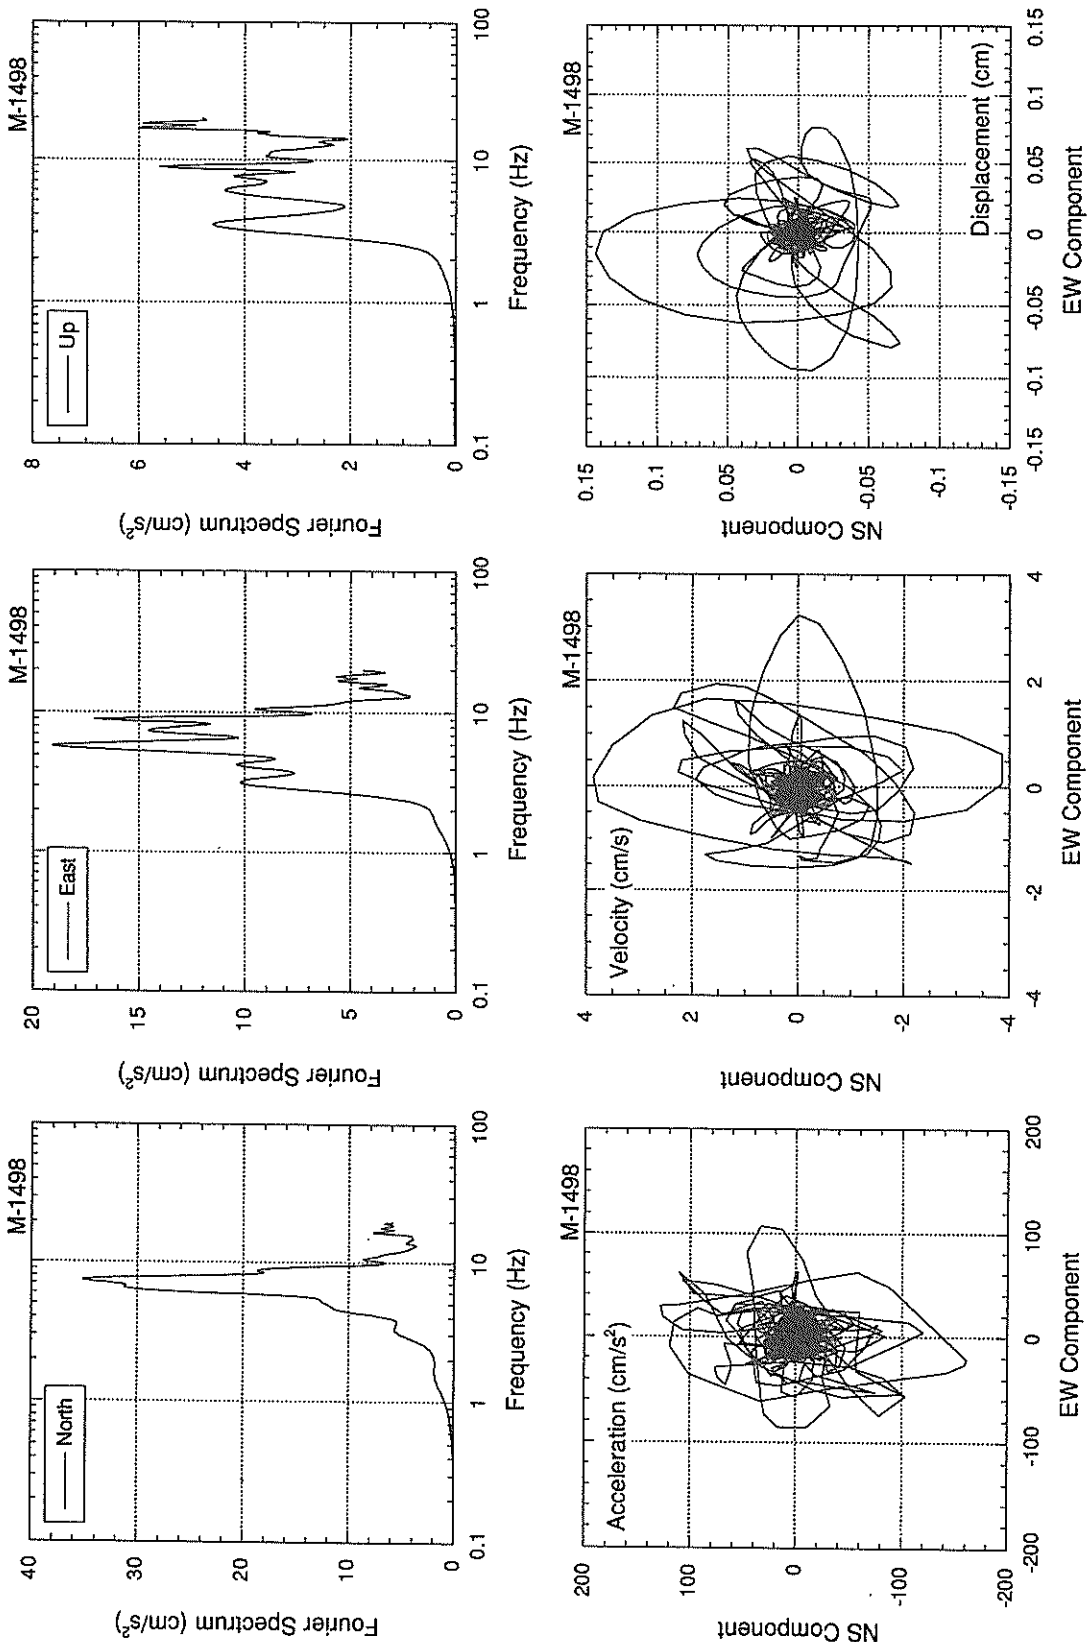 M-1498
North
Fourier Spectrum (cm/s²)
40
30
20
10
0
0.1 1 10 100
Frequency (Hz)
M-1498
East
Fourier Spectrum (cm/s²)
20
15
10
5
0
0.1 1 10 100
Frequency (Hz)
M-1498
Up
Fourier Spectrum (cm/s²)
8
6
4
2
0
0.1 1 10 100
Frequency (Hz)
M-1498
Acceleration (cm/s²)
NS Component
200
100
0
-100
-200
-200 -100 0 100 200
EW Component
M-1498
Velocity (cm/s)
NS Component
4
2
0
-2
-4
-4 -2 0 2 4
EW Component
M-1498
Displacement (cm)
NS Component
0.15
0.1
0.05
0
-0.05
-0.1
-0.15
-0.15 -0.1 -0.05 0 0.05 0.1 0.15
EW Component